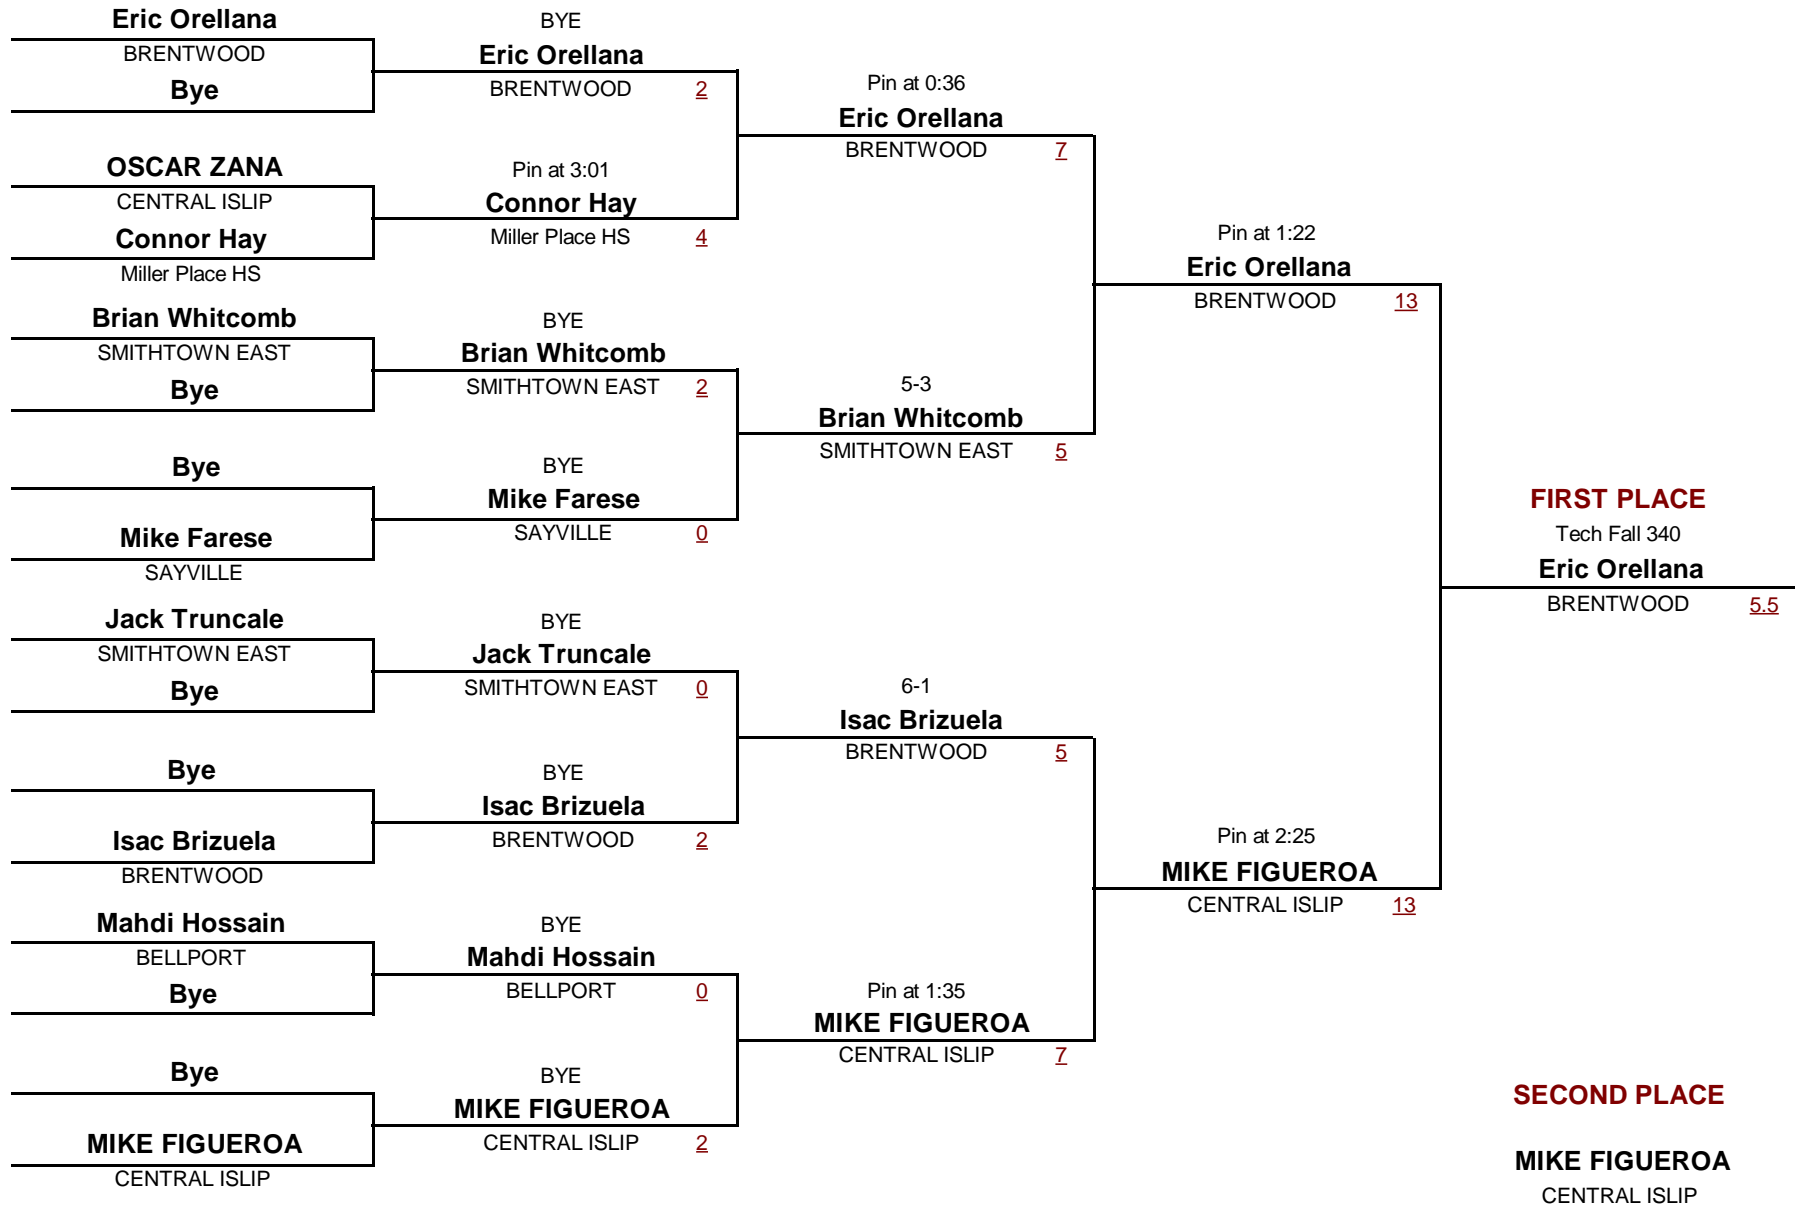 Eric Orellana
BRENTWOOD
Bye
OSCAR ZANA
CENTRAL ISLIP
Connor Hay
Miller Place HS
Brian Whitcomb
SMITHTOWN EAST
Bye
Bye
Mike Farese
SAYVILLE
Jack Truncale
SMITHTOWN EAST
Bye
Bye
Isac Brizuela
BRENTWOOD
Mahdi Hossain
BELLPORT
Bye
Bye
MIKE FIGUEROA
CENTRAL ISLIP
BYE
Eric Orellana
BRENTWOOD 2
Pin at 3:01
Connor Hay
Miller Place HS 4
BYE
Brian Whitcomb
SMITHTOWN EAST 2
BYE
Mike Farese
SAYVILLE 0
BYE
Jack Truncale
SMITHTOWN EAST 0
BYE
Isac Brizuela
BRENTWOOD 2
BYE
Mahdi Hossain
BELLPORT 0
BYE
MIKE FIGUEROA
CENTRAL ISLIP 2
Pin at 0:36
Eric Orellana
BRENTWOOD 7
5-3
Brian Whitcomb
SMITHTOWN EAST 5
6-1
Isac Brizuela
BRENTWOOD 5
Pin at 1:35
MIKE FIGUEROA
CENTRAL ISLIP 7
Pin at 1:22
Eric Orellana
BRENTWOOD 13
Pin at 2:25
MIKE FIGUEROA
CENTRAL ISLIP 13
FIRST PLACE
Tech Fall 340
Eric Orellana
BRENTWOOD 5.5
SECOND PLACE
MIKE FIGUEROA
CENTRAL ISLIP